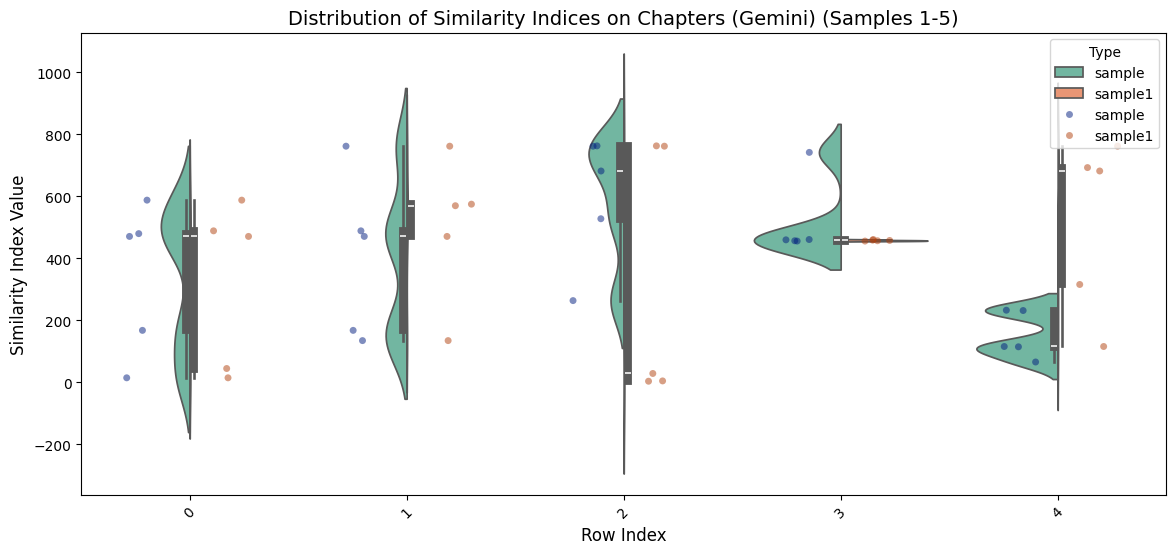 Distribution of Similarity Indices on Chapters (Gemini) (Samples 1-5)
Type
sample
sample1
sample
sample1
Similarity Index Value
1000
800
600
400
200
0
−200
0
1
2
3
4
Row Index